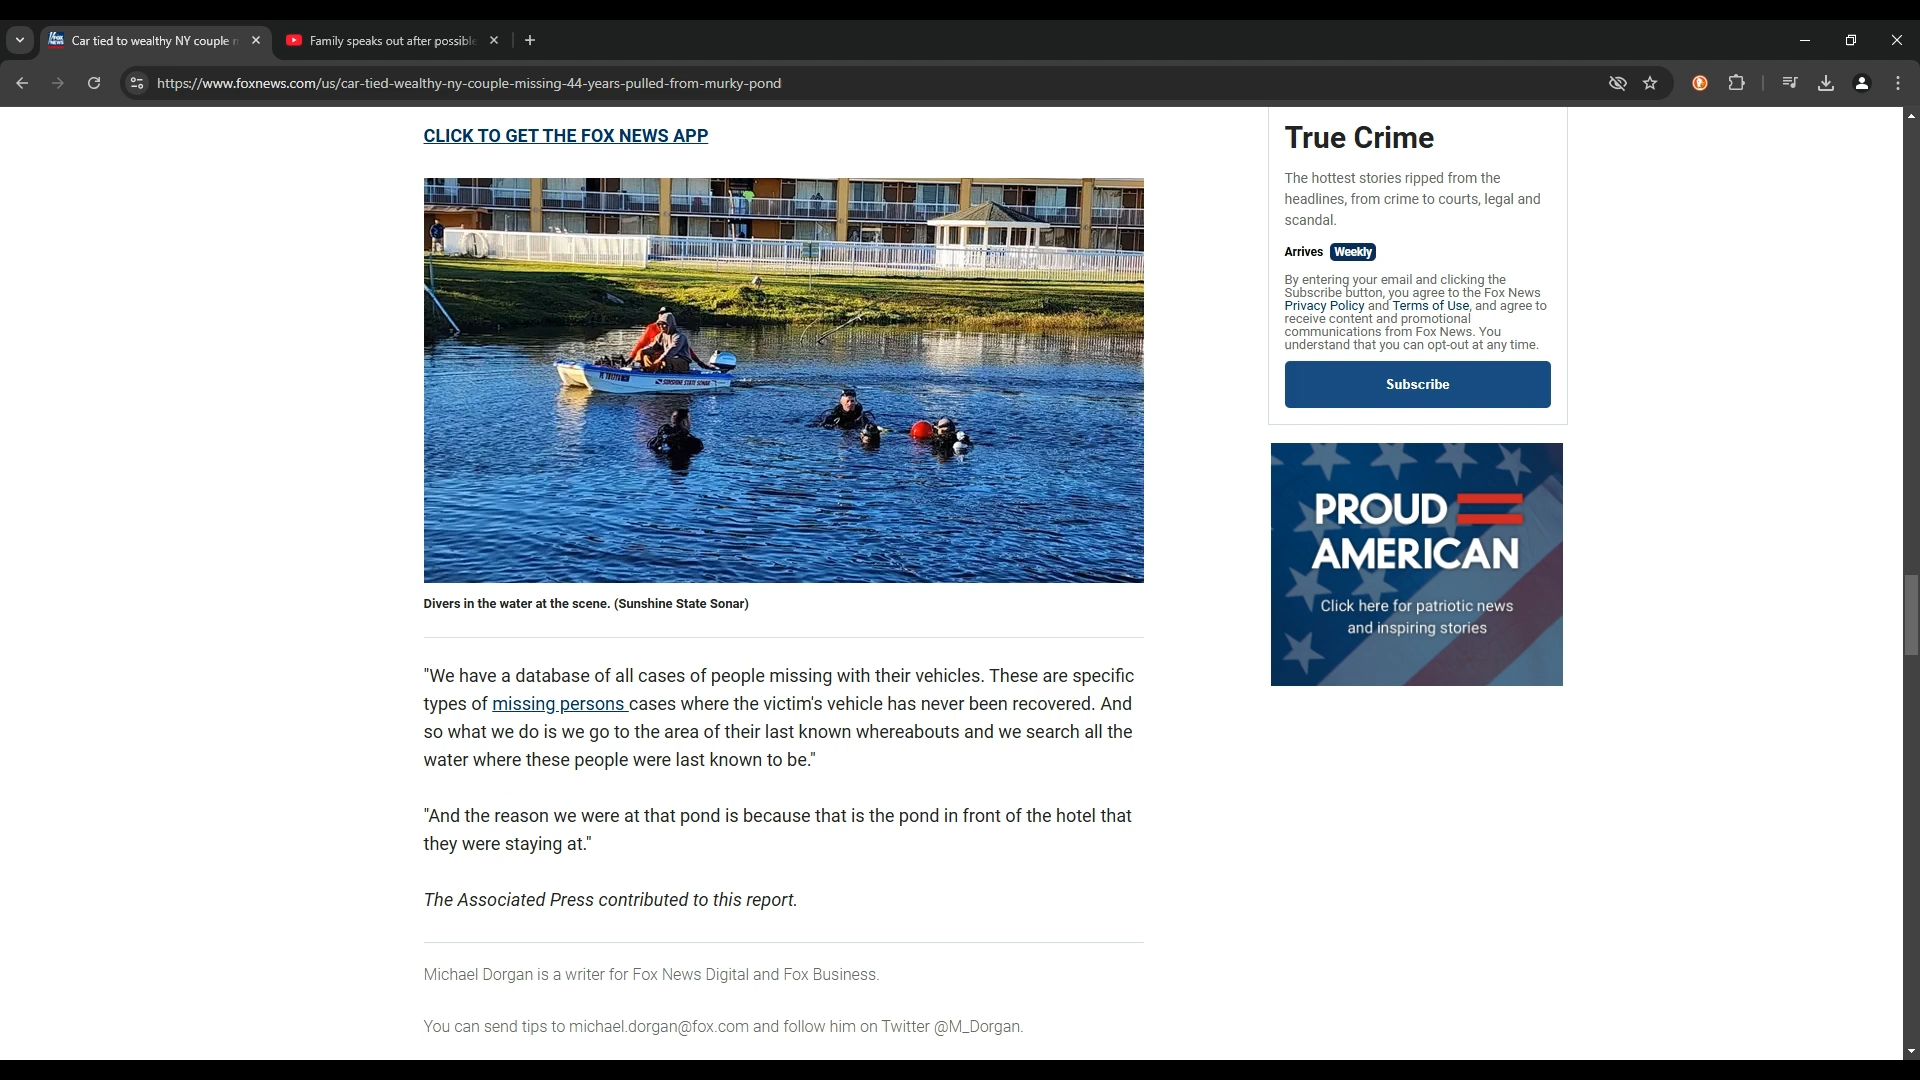 Car tied to wealthy NY couple
Family speaks out after possible
https://www.foxnews.com/us/car-tied-wealthy-ny-couple-missing-44-years-pulled-from-murky-pond
CLICK TO GET THE FOX NEWS APP
SUNSHINE STATE SONAR
Divers in the water at the scene. (Sunshine State Sonar)
"We have a database of all cases of people missing with their vehicles. These are specific
types of missing persons cases where the victim's vehicle has never been recovered. And
so what we do is we go to the area of their last known whereabouts and we search all the
water where these people were last known to be."
"And the reason we were at that pond is because that is the pond in front of the hotel that
they were staying at."
The Associated Press contributed to this report.
Michael Dorgan is a writer for Fox News Digital and Fox Business.
You can send tips to michael.dorgan@fox.com and follow him on Twitter @M_Dorgan.
True Crime
The hottest stories ripped from the
headlines, from crime to courts, legal and
scandal.
Arrives Weekly
By entering your email and clicking the
Subscribe button, you agree to the Fox News
Privacy Policy and Terms of Use, and agree to
receive content and promotional
communications from Fox News. You
understand that you can opt-out at any time.
Subscribe
PROUD
AMERICAN
Click here for patriotic news
and inspiring stories